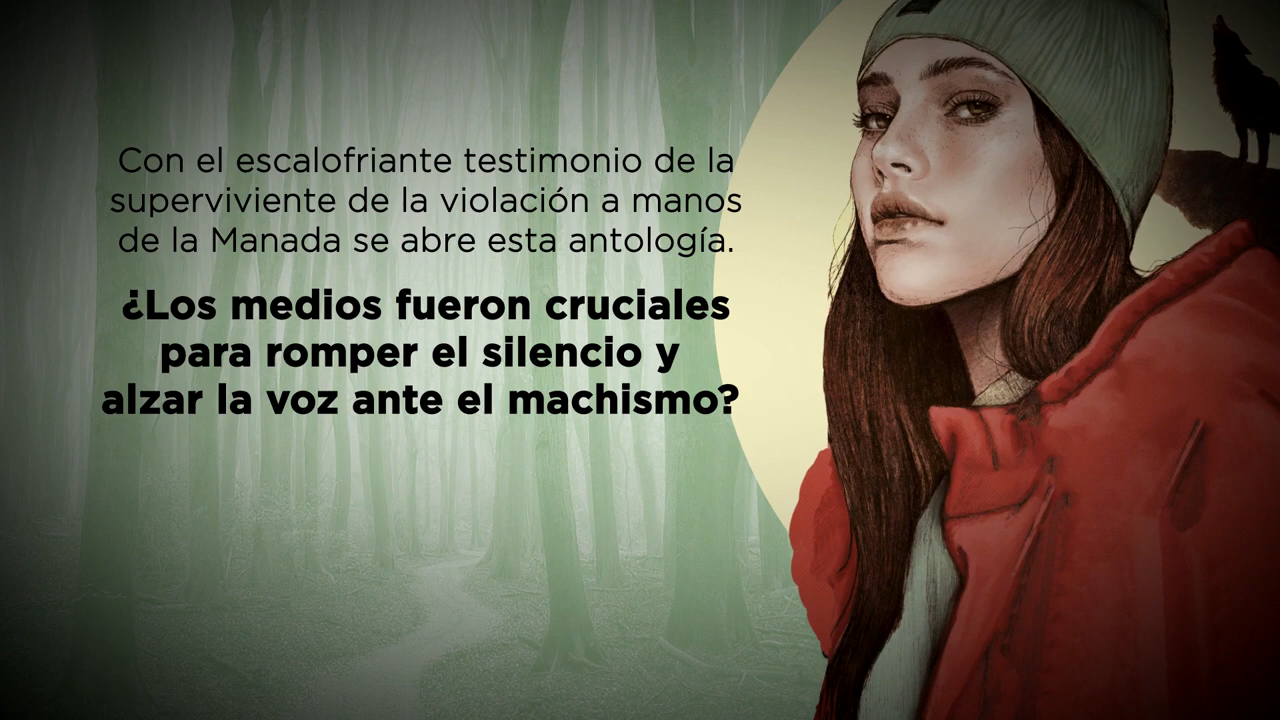 Con el escalofriante testimonio de la
superviviente de la violación a manos
de la Manada se abre esta antología.
¿Los medios fueron cruciales
para romper el silencio y
alzar la voz ante el machismo?